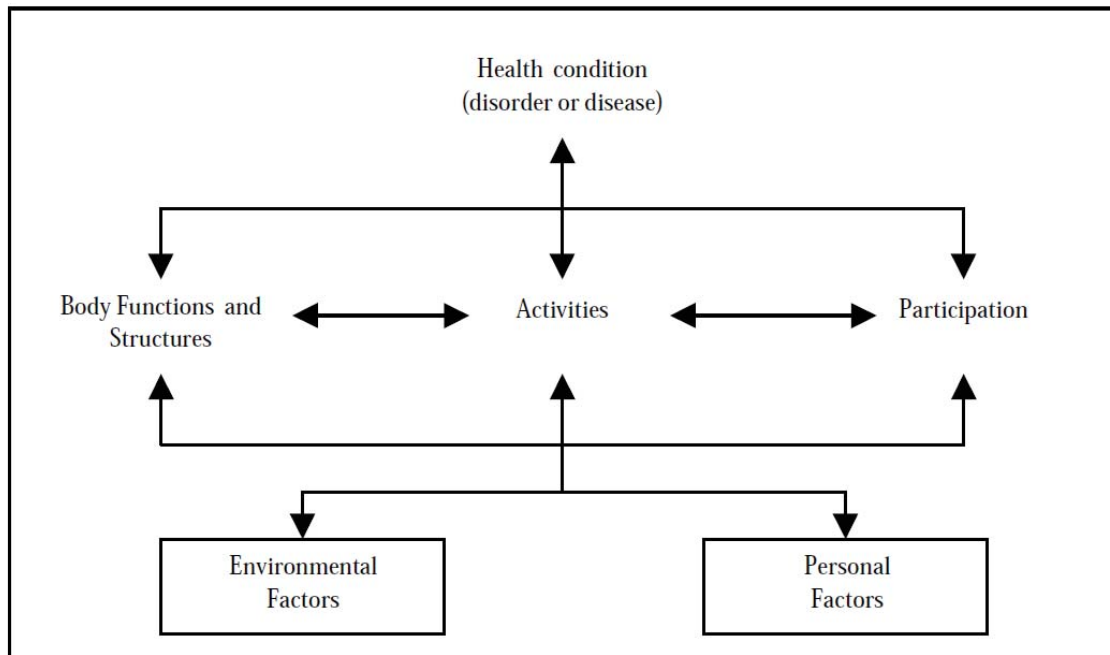 Health condition
(disorder or disease)
Body Functions and
Structures
Activities
Participation
Environmental
Factors
Personal
Factors